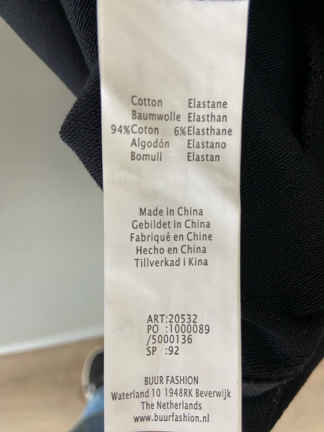 Cotton Elastane
Baumwolle Elasthan
94%Coton 6%Elasthane
Algodón Elastano
Bomull Elastan
Made in China
Gebildet in China
Fabriqué en Chine
Hecho en China
Tillverkad i Kina
ART:20532
PO :1000089
/5000136
SP :92
BUUR FASHION
Waterland 10 1948RK Beverwijk
The Netherlands
www.buurfashion.nl